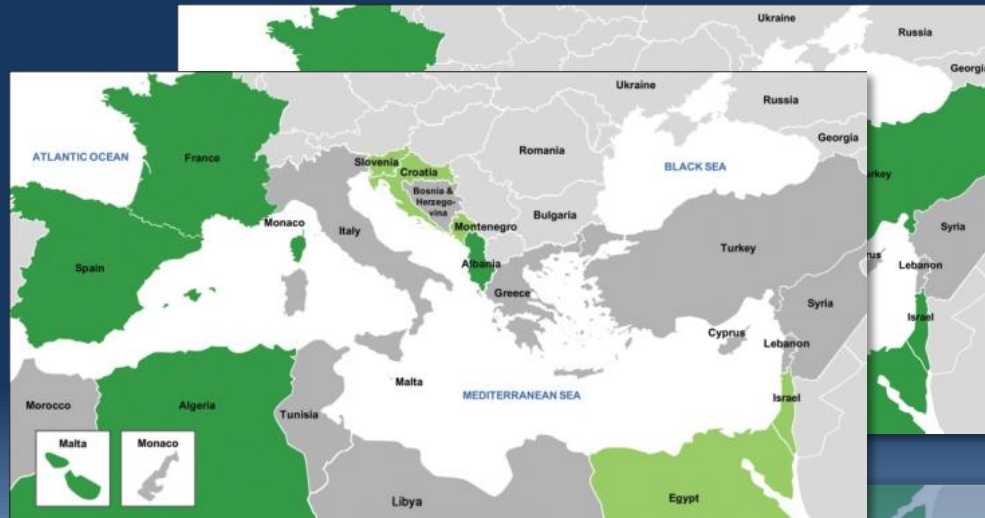 Ukraine
Russia
Georgia
Turkey
Syria
Lebanon
Israel
Ukraine
Russia
Georgia
ATLANTIC OCEAN
France
Slovenia
Croatia
Romania
BLACK SEA
Bosnia &
Herzego-
vina
Monaco
Italy
Montenegro
Bulgaria
Turkey
Spain
Albania
Greece
Syria
Cyprus
Lebanon
Malta
MEDITERRANEAN SEA
Israel
Morocco
Algeria
Tunisia
Malta
Monaco
Libya
Egypt